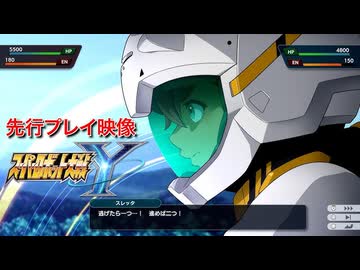 5500 HP
180 EN
4800 HP
150 EN
先行プレイ映像
スーパーロボット大戦
Y
スレッタ
逃げたら一つ…！　進めば二つ！